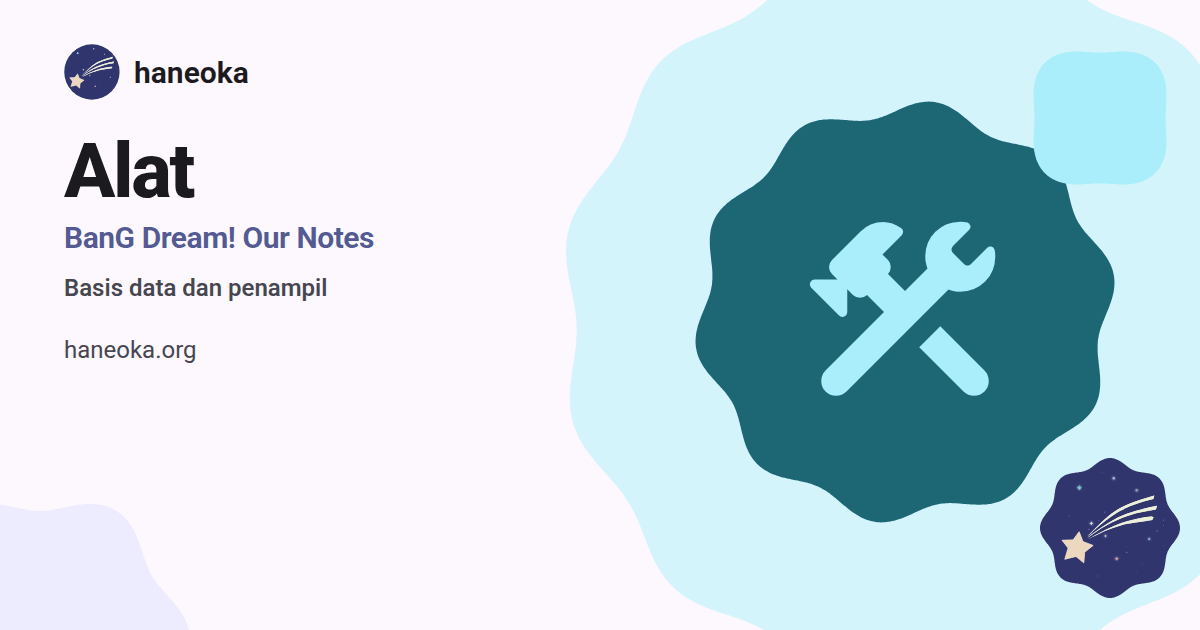 haneoka
Alat
BanG Dream! Our Notes
Basis data dan penampil
haneoka.org